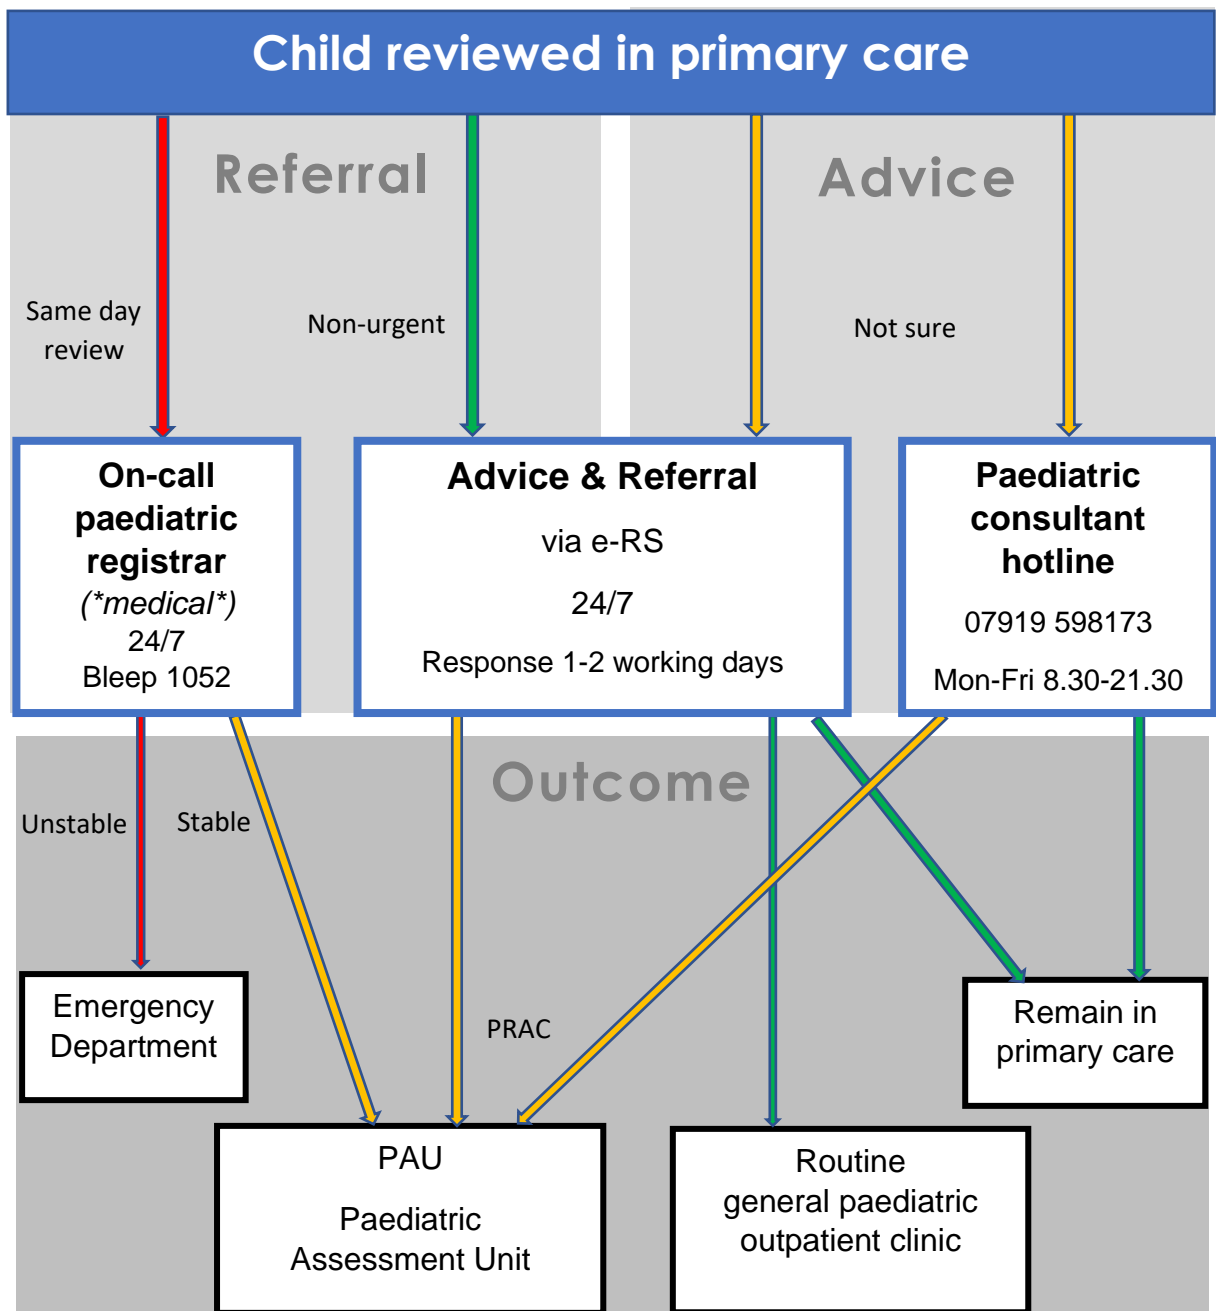 Child reviewed in primary care
Referral
Advice
Same day
review
Non-urgent
Not sure
On-call
paediatric
registrar
(*medical*)
24/7
Bleep 1052
Advice & Referral
via e-RS
24/7
Response 1-2 working days
Paediatric
consultant
hotline
07919 598173
Mon-Fri 8.30-21.30
Outcome
Unstable
Stable
PRAC
Emergency
Department
Remain in
primary care
PAU
Paediatric
Assessment Unit
Routine
general paediatric
outpatient clinic